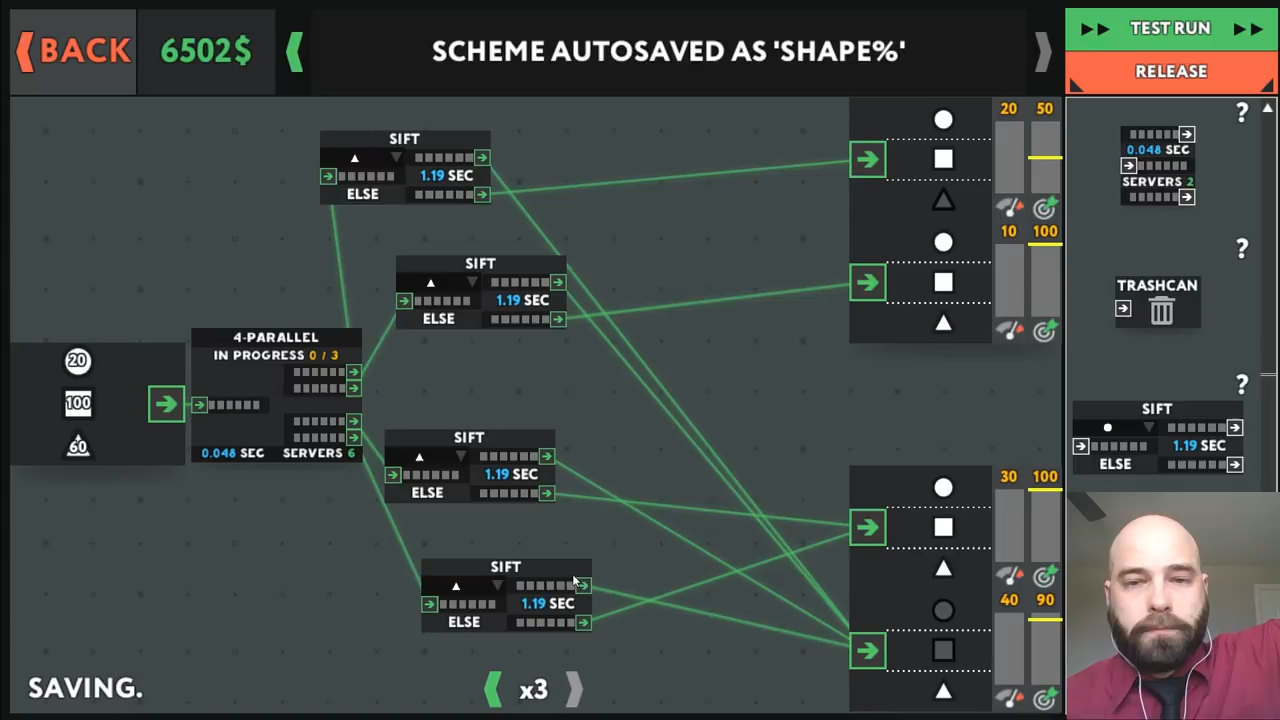 BACK
6502$
SCHEME AUTOSAVED AS 'SHAPE%'
TEST RUN
RELEASE
SIFT
1.19 SEC
ELSE
SIFT
1.19 SEC
ELSE
4-PARALLEL
IN PROGRESS 0 / 3
0.048 SEC SERVERS 6
20
100
60
SIFT
1.19 SEC
ELSE
SIFT
1.19 SEC
ELSE
20 50
10 100
30 100
40 90
?
0.048 SEC
SERVERS 2
?
TRASHCAN
?
SIFT
1.19 SEC
ELSE
SAVING.
x3